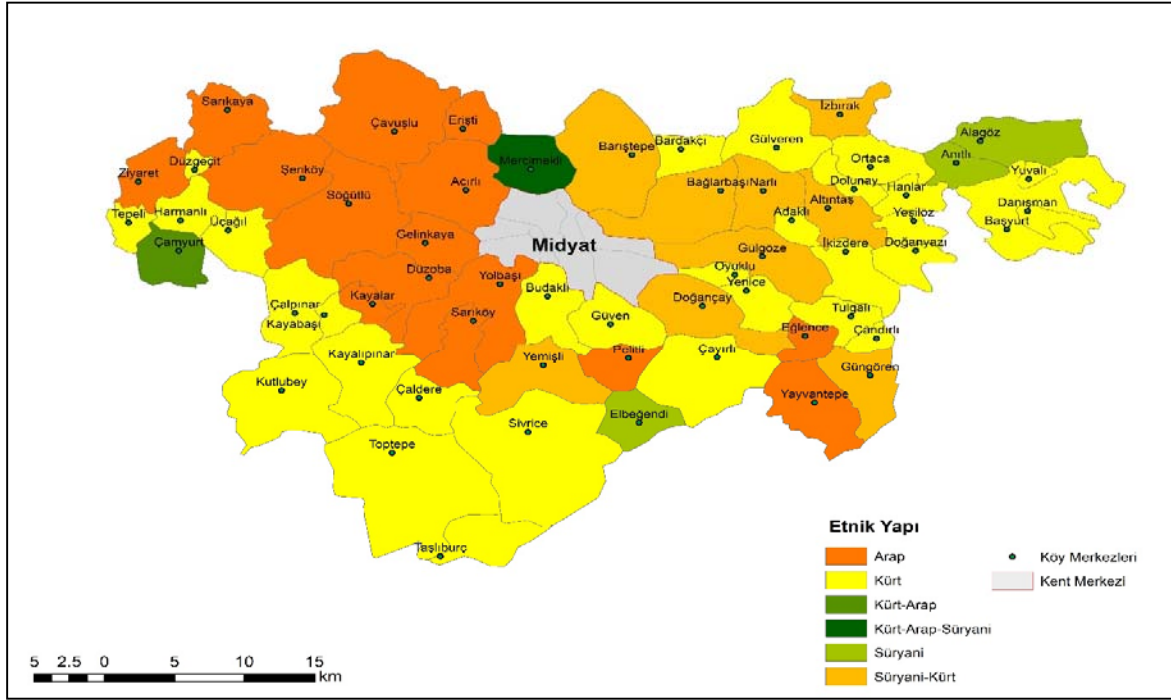 Sarıkaya
Çavuşlu
Erişti
İzbırak
Alagöz
Barıştepe
Bardakçı
Gülveren
Anıtlı
Düzgeçit
Mercimekli
Ortaca
Ziyaret
Şenköy
Yuvalı
Acırlı
Bağlarbaşı
Narlı
Dolunay
Hanlar
Söğütlü
Altıntaş
Danışman
Tepeli
Harmanlı
Üçağıl
Adaklı
Yeşilöz
Başyurt
Gelinkaya
Midyat
Çamyurt
Gülgöze
İkizdere
Doğanyazı
Düzoba
Yolbaşı
Oyuklu
Yenice
Kayalar
Budaklı
Doğançay
Çalpınar
Kayabaşı
Sarıköy
Güven
Tulgalı
Eğlence
Çandırlı
Kayalıpınar
Yemişli
Politli
Çayırlı
Güngören
Kutlubey
Çaldere
Yayvantepe
Elbeğendi
Sivrice
Toptepe
Taşlıburç
Etnik Yapı
Arap
Kürt
Kürt-Arap
Kürt-Arap-Süryani
Süryani
Süryani-Kürt
Köy Merkezleri
Kent Merkezi
5 2.5 0 5 10 15
km